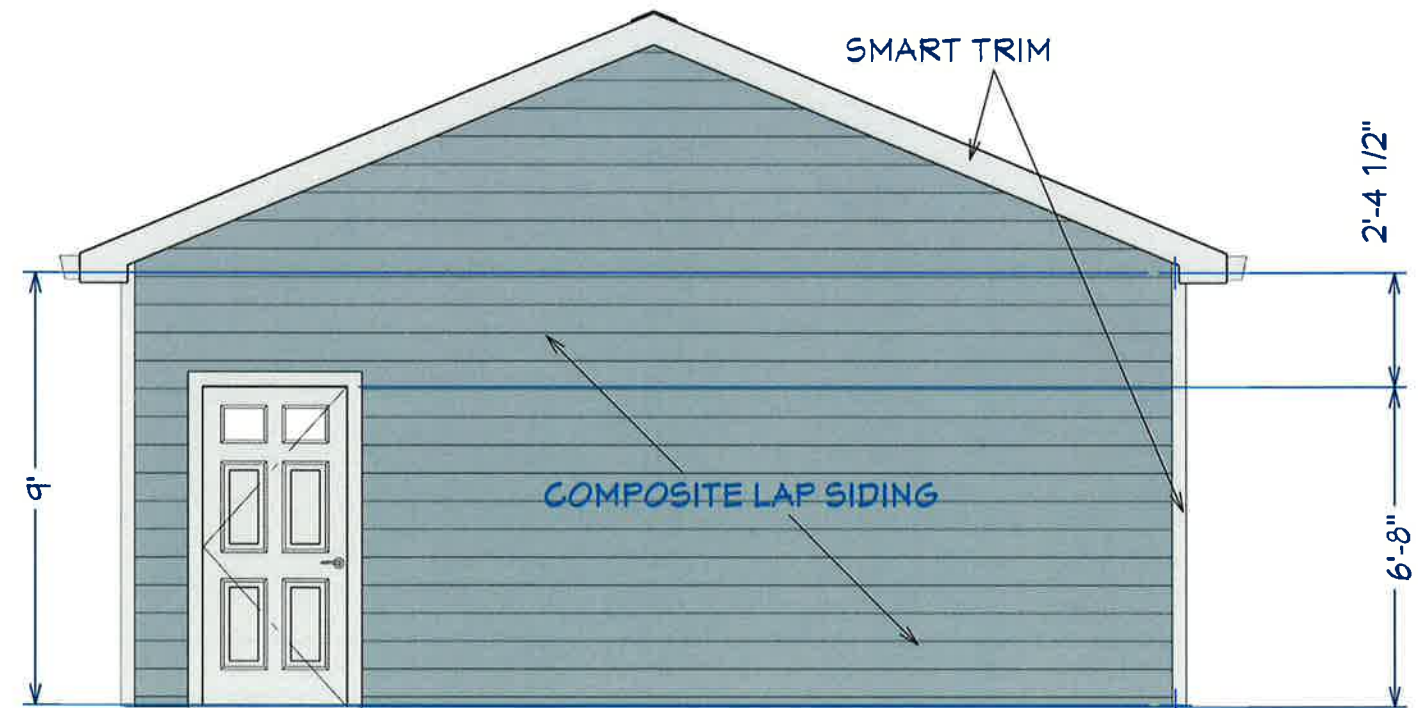 SMART TRIM
2'-4 1/2"
9'
COMPOSITE LAP SIDING
6'-8"